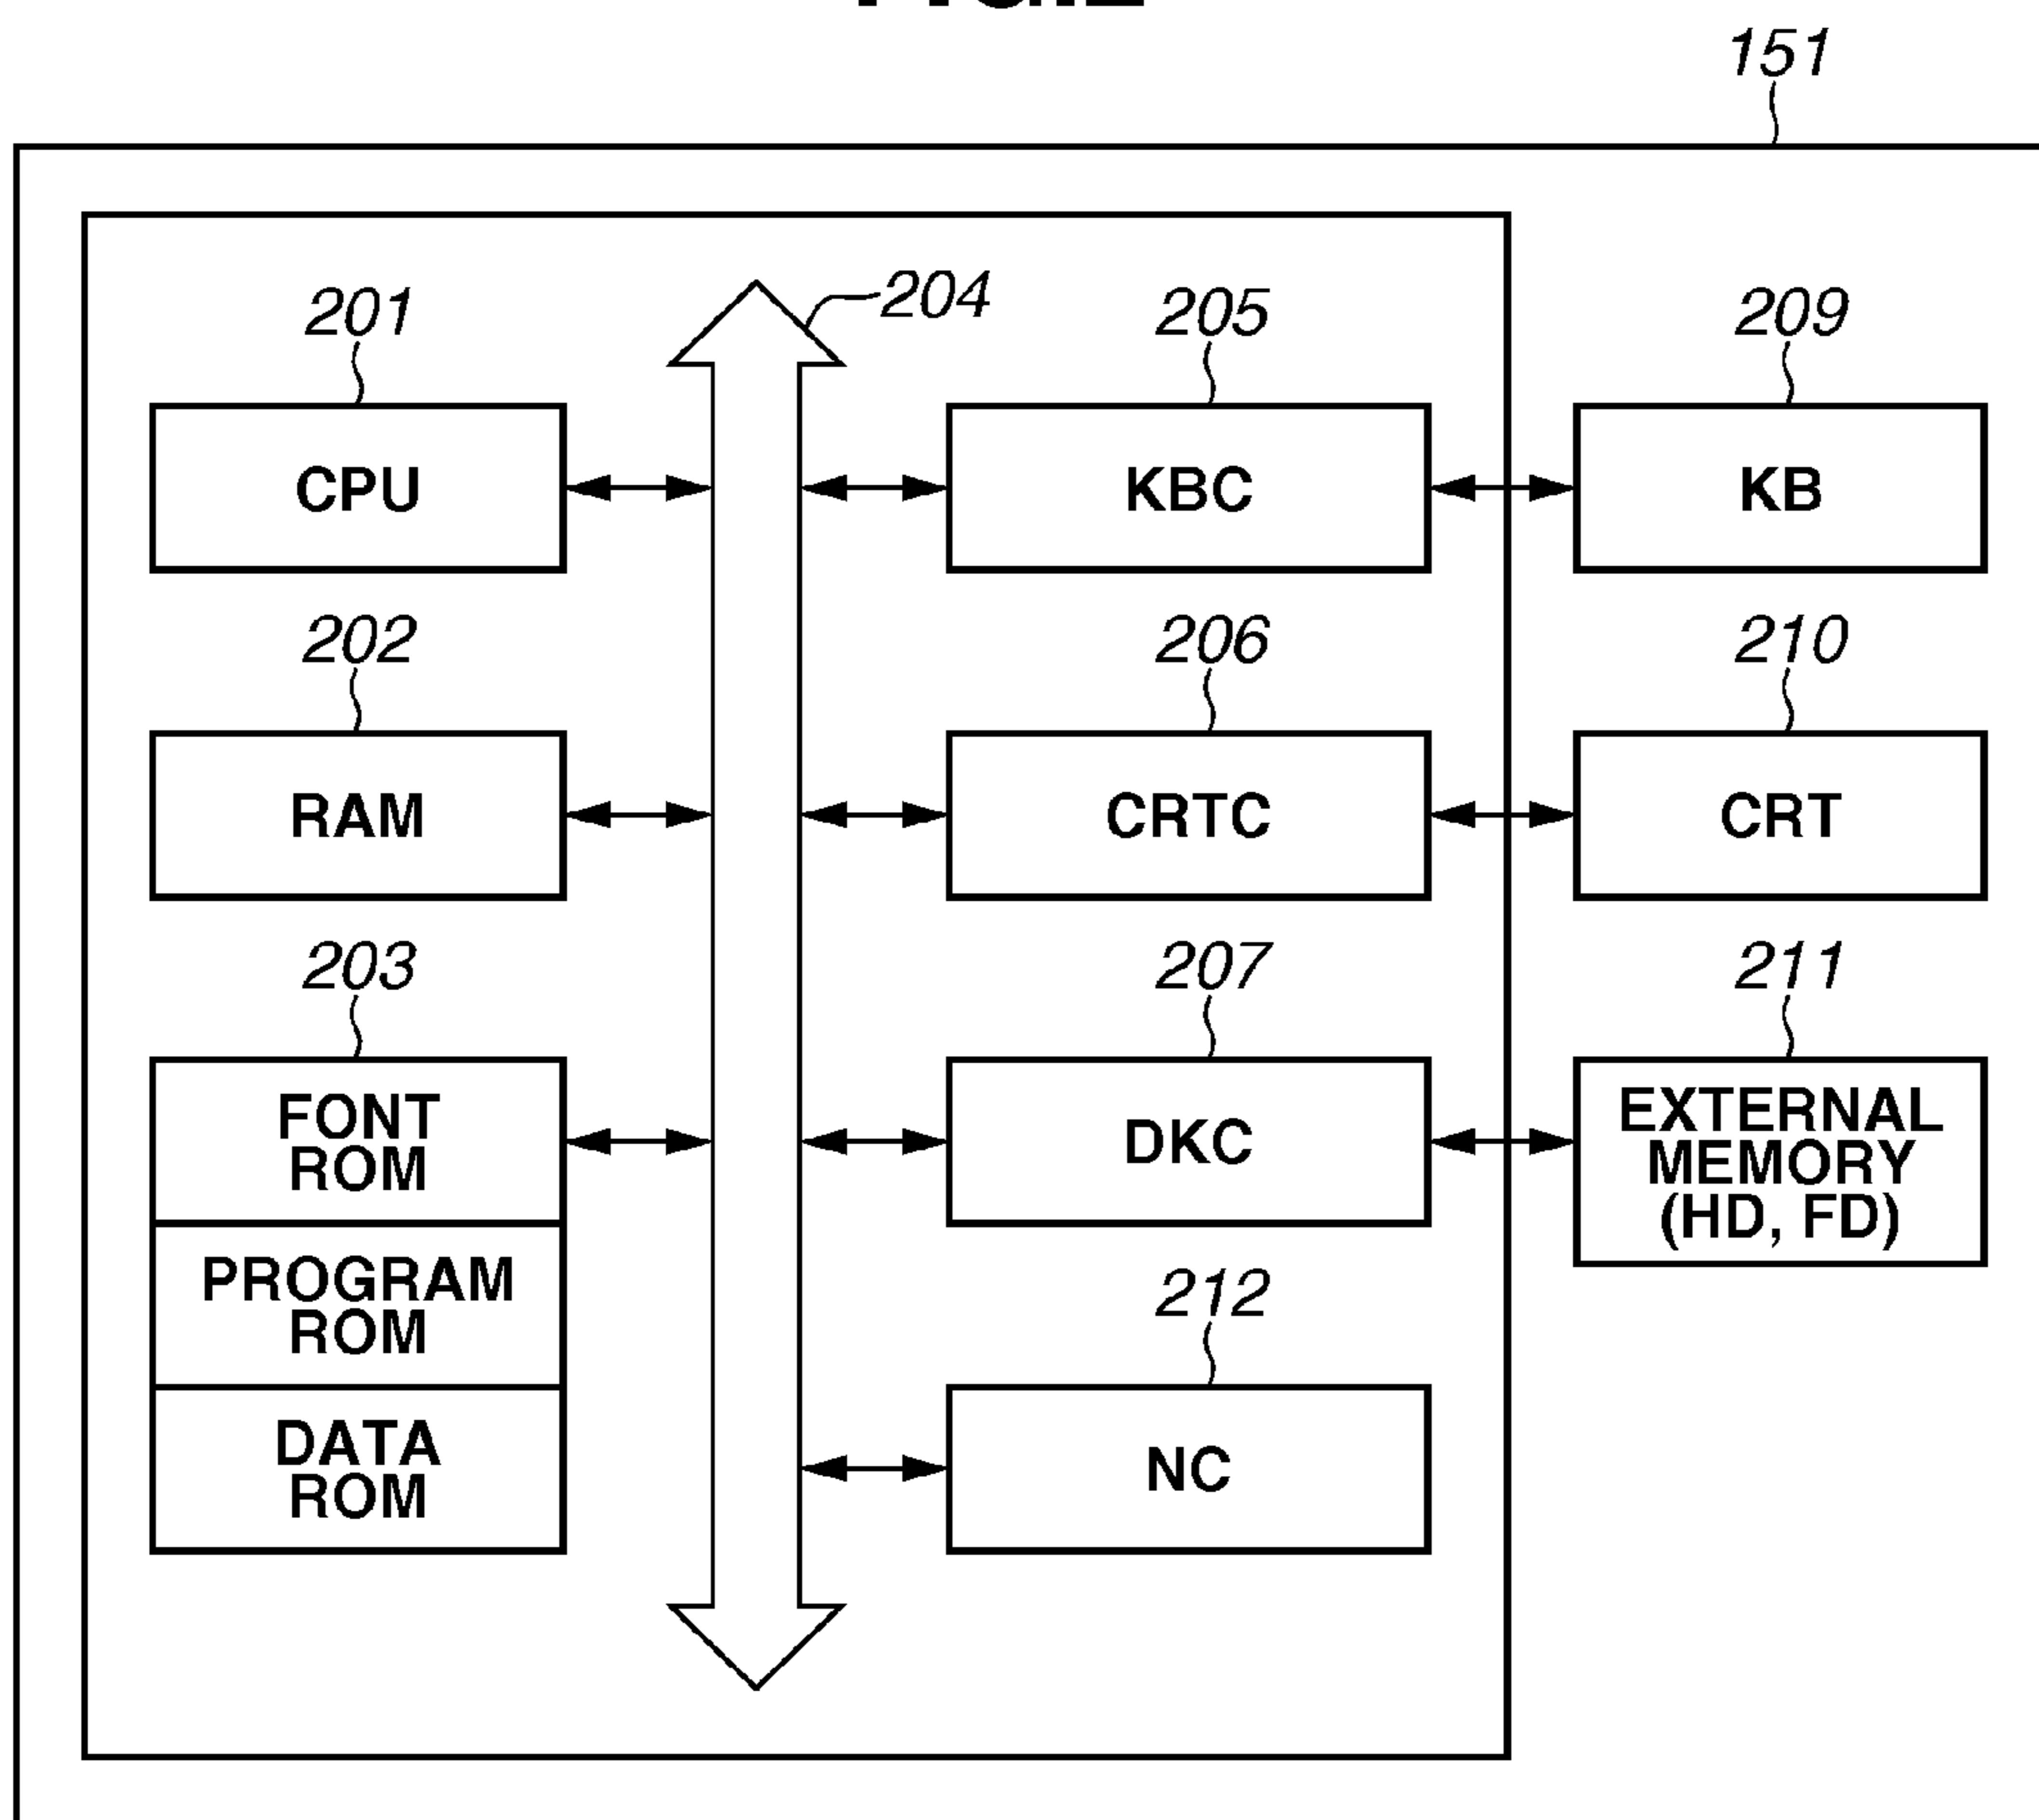 151
201
204
205
209
CPU
KBC
KB
202
206
210
RAM
CRTC
CRT
203
207
211
FONT
ROM
DKC
EXTERNAL
MEMORY
(HD, FD)
PROGRAM
ROM
212
DATA
ROM
NC